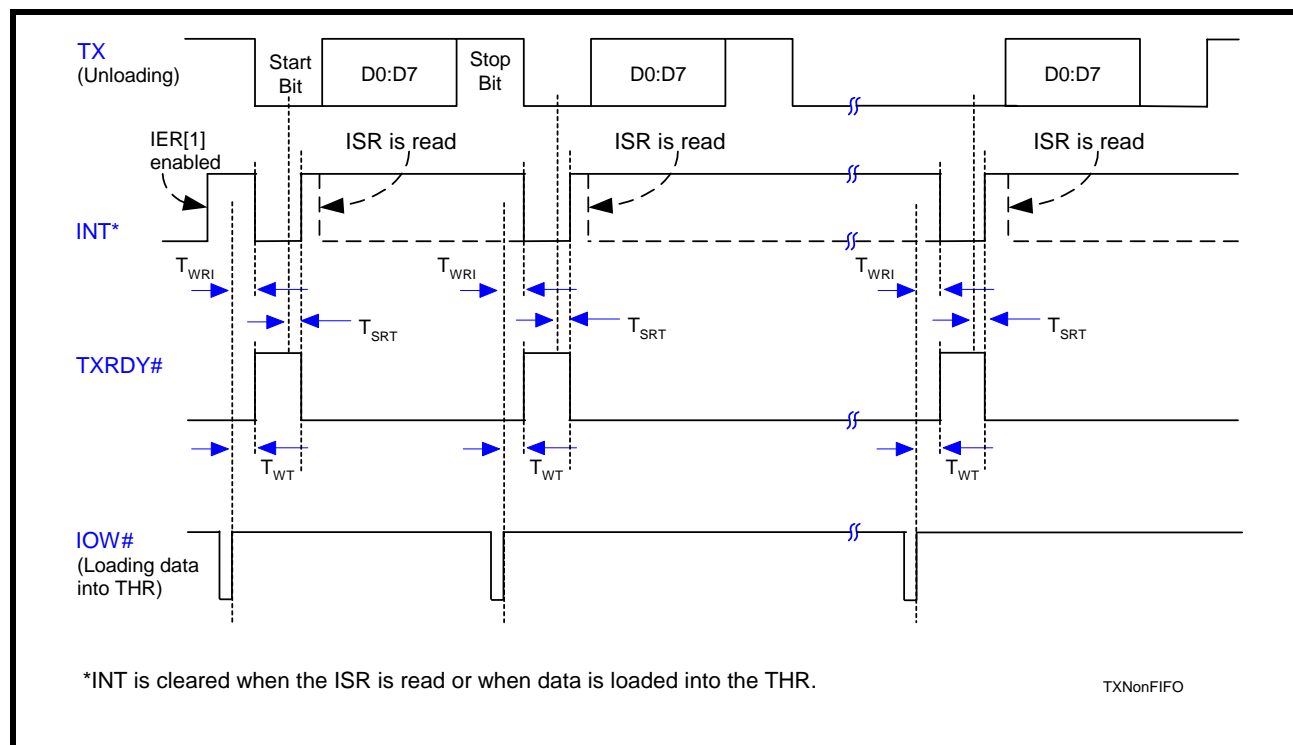 TX
(Unloading)
Start
Bit
D0:D7
Stop
Bit
D0:D7
D0:D7
IER[1]
enabled
ISR is read
ISR is read
ISR is read
INT*
TWRI
TWRI
TWRI
TSRT
TSRT
TSRT
TXRDY#
TWT
TWT
TWT
IOW#
(Loading data
into THR)
*INT is cleared when the ISR is read or when data is loaded into the THR.
TXNonFIFO